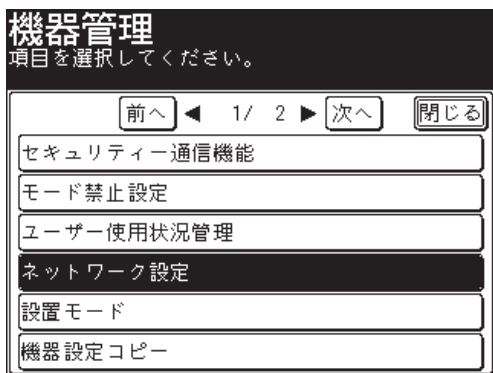 機器管理
項目を選択してください。
前へ ◀ 1/ 2 ▶ 次へ 閉じる
セキュリティー通信機能
モード禁止設定
ユーザー使用状況管理
ネットワーク設定
設置モード
機器設定コピー